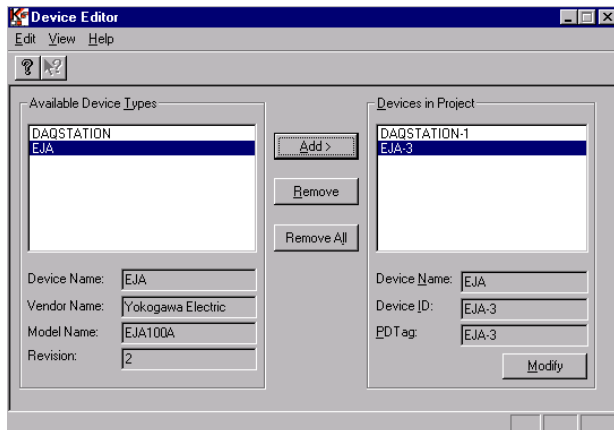 Device Editor
Edit View Help
Available Device Types
DAQSTATION
EJA
Add >
Remove
Remove All
Devices in Project
DAQSTATION-1
EJA-3
Device Name: EJA
Vendor Name: Yokogawa Electric
Model Name: EJA100A
Revision: 2
Device Name: EJA
Device ID: EJA-3
PDTag: EJA-3
Modify